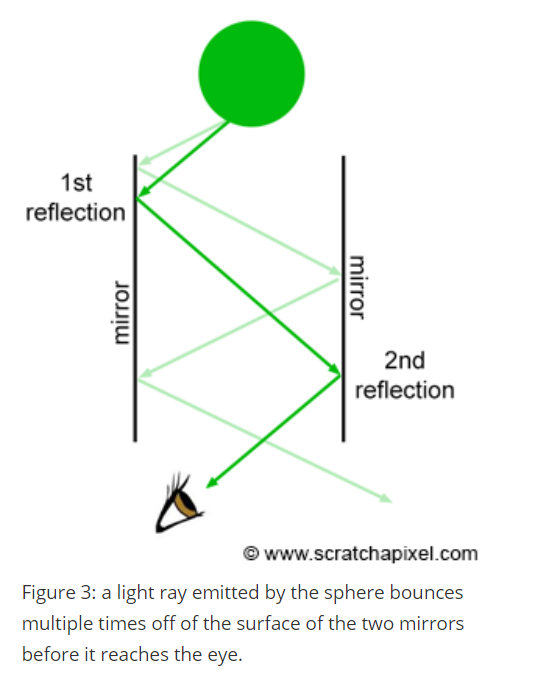 1st
reflection
mirror
mirror
2nd
reflection
© www.scratchapixel.com
Figure 3: a light ray emitted by the sphere bounces
multiple times off of the surface of the two mirrors
before it reaches the eye.